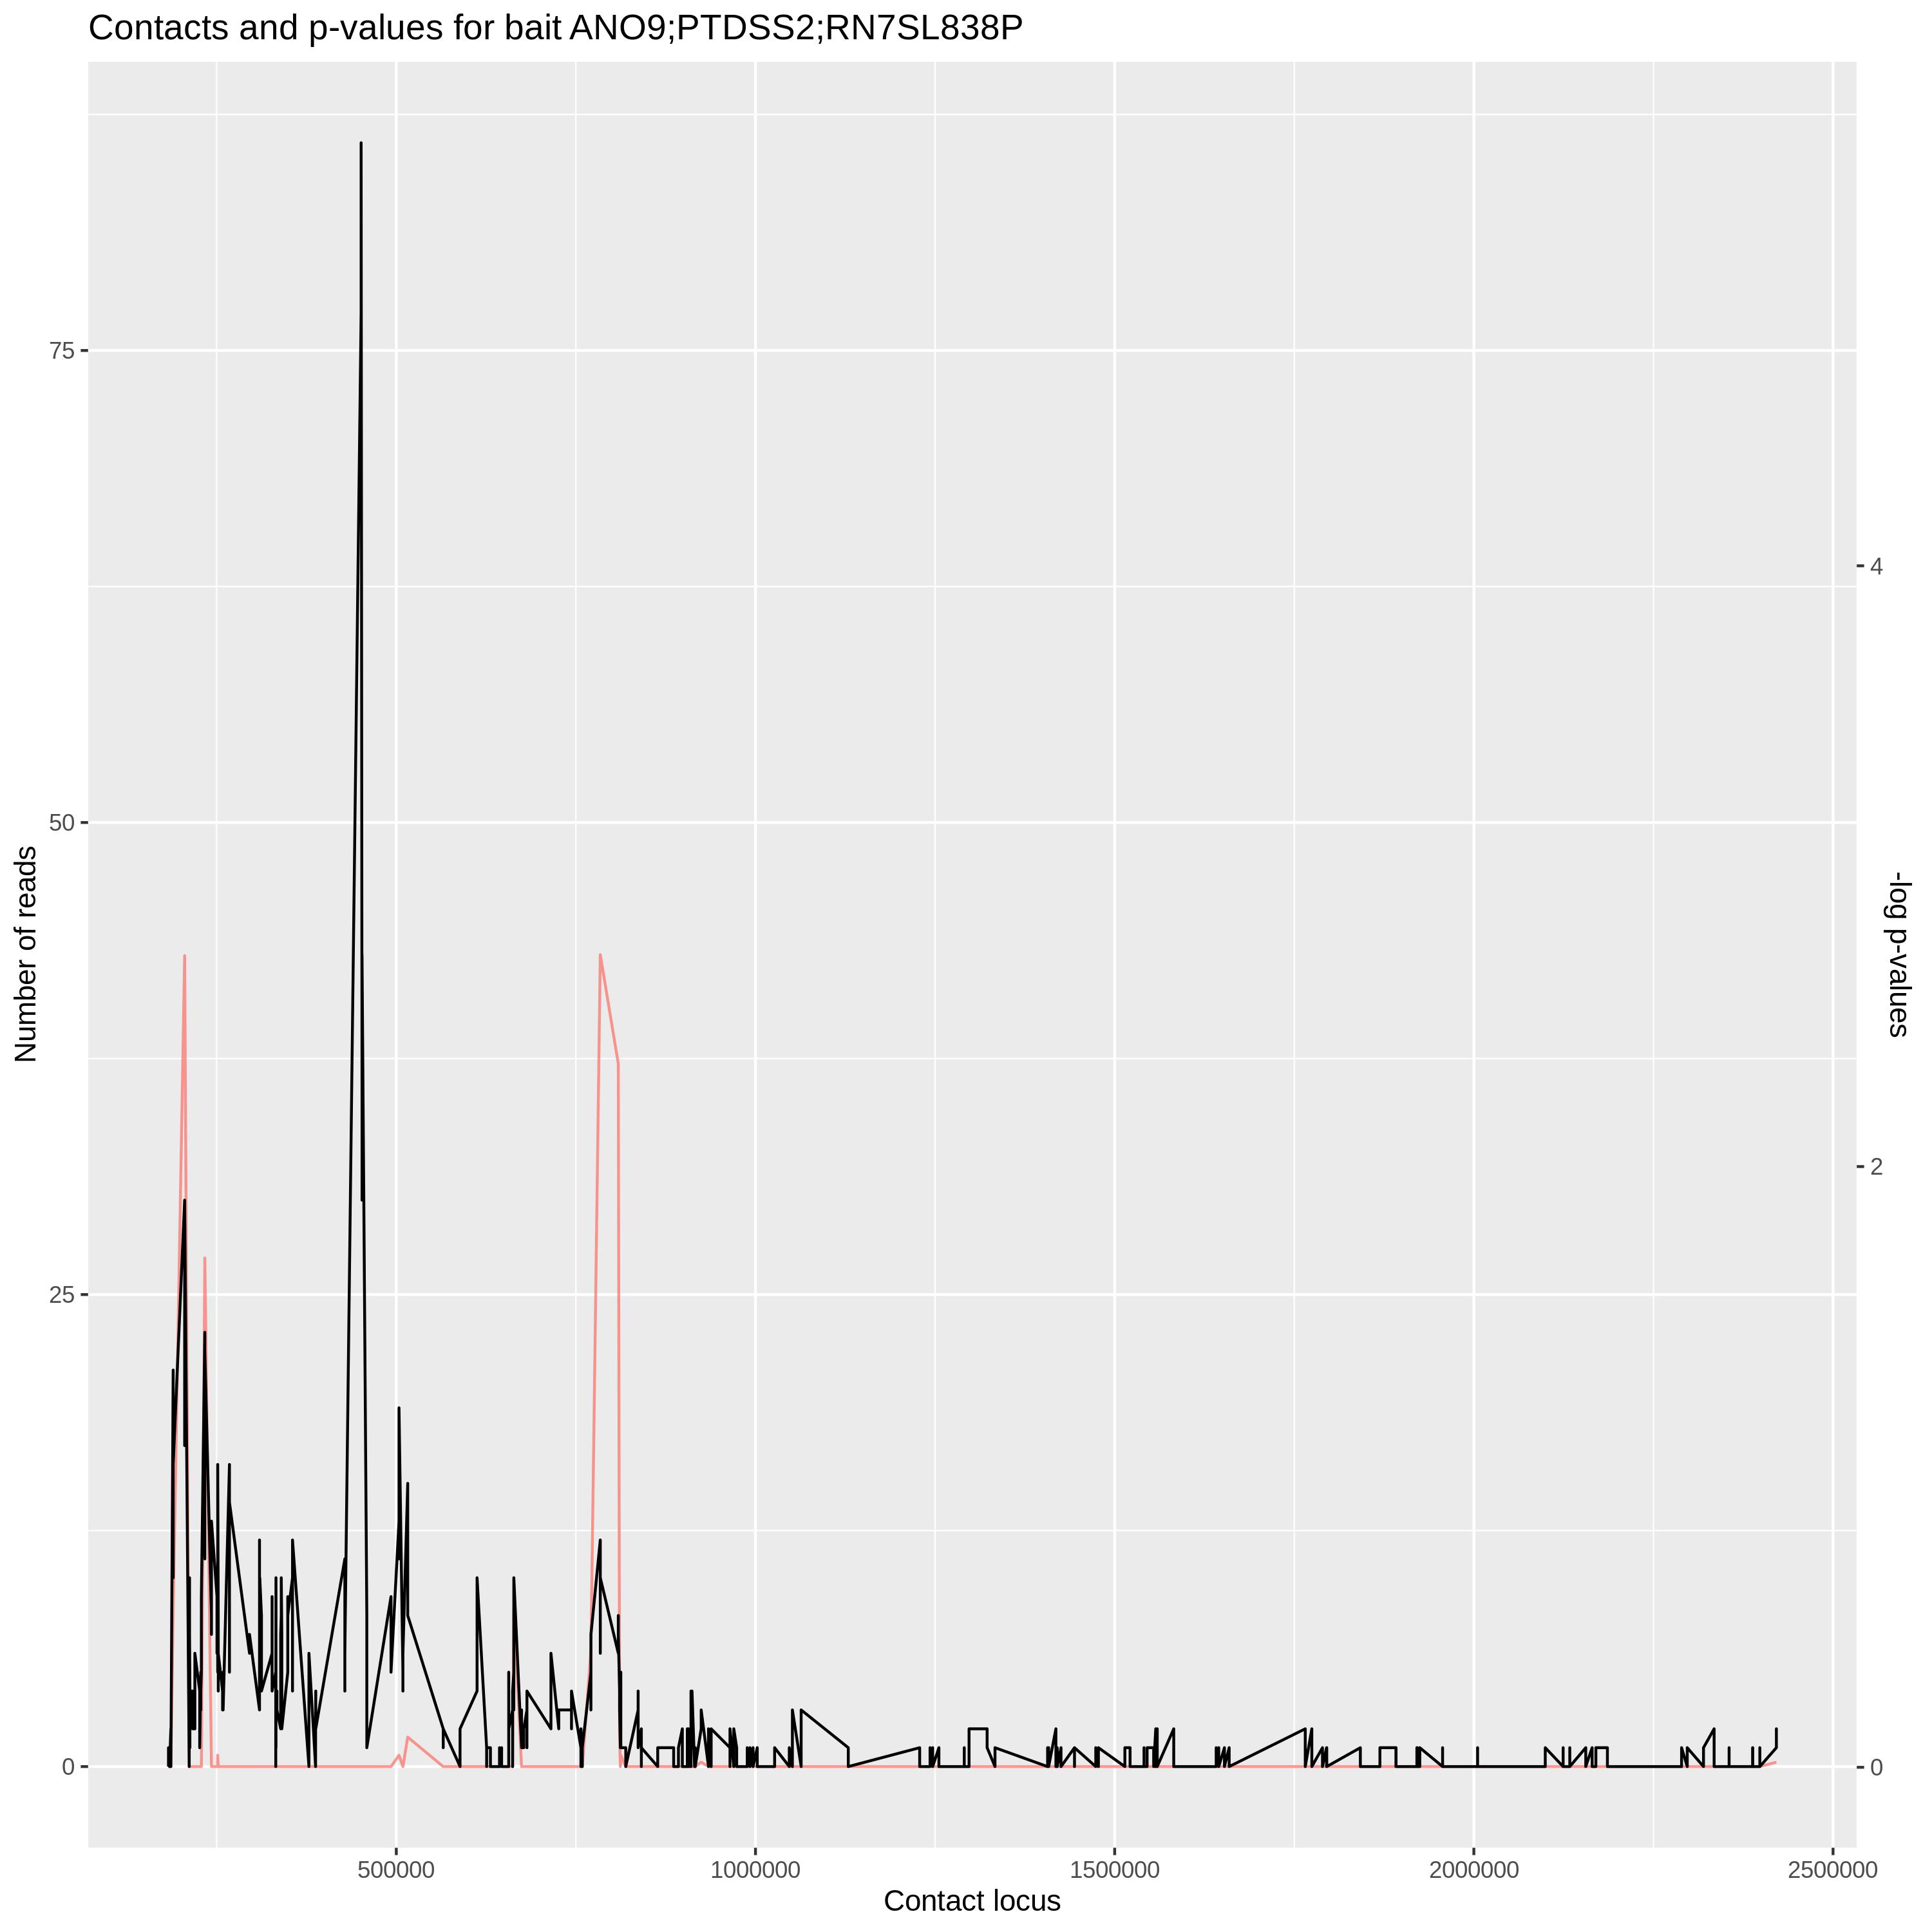 Contacts and p-values for bait ANO9;PTDSS2;RN7SL838P
75
50
25
0
Number of reads
4
2
0
-log p-values
500000 1000000 1500000 2000000 2500000
Contact locus